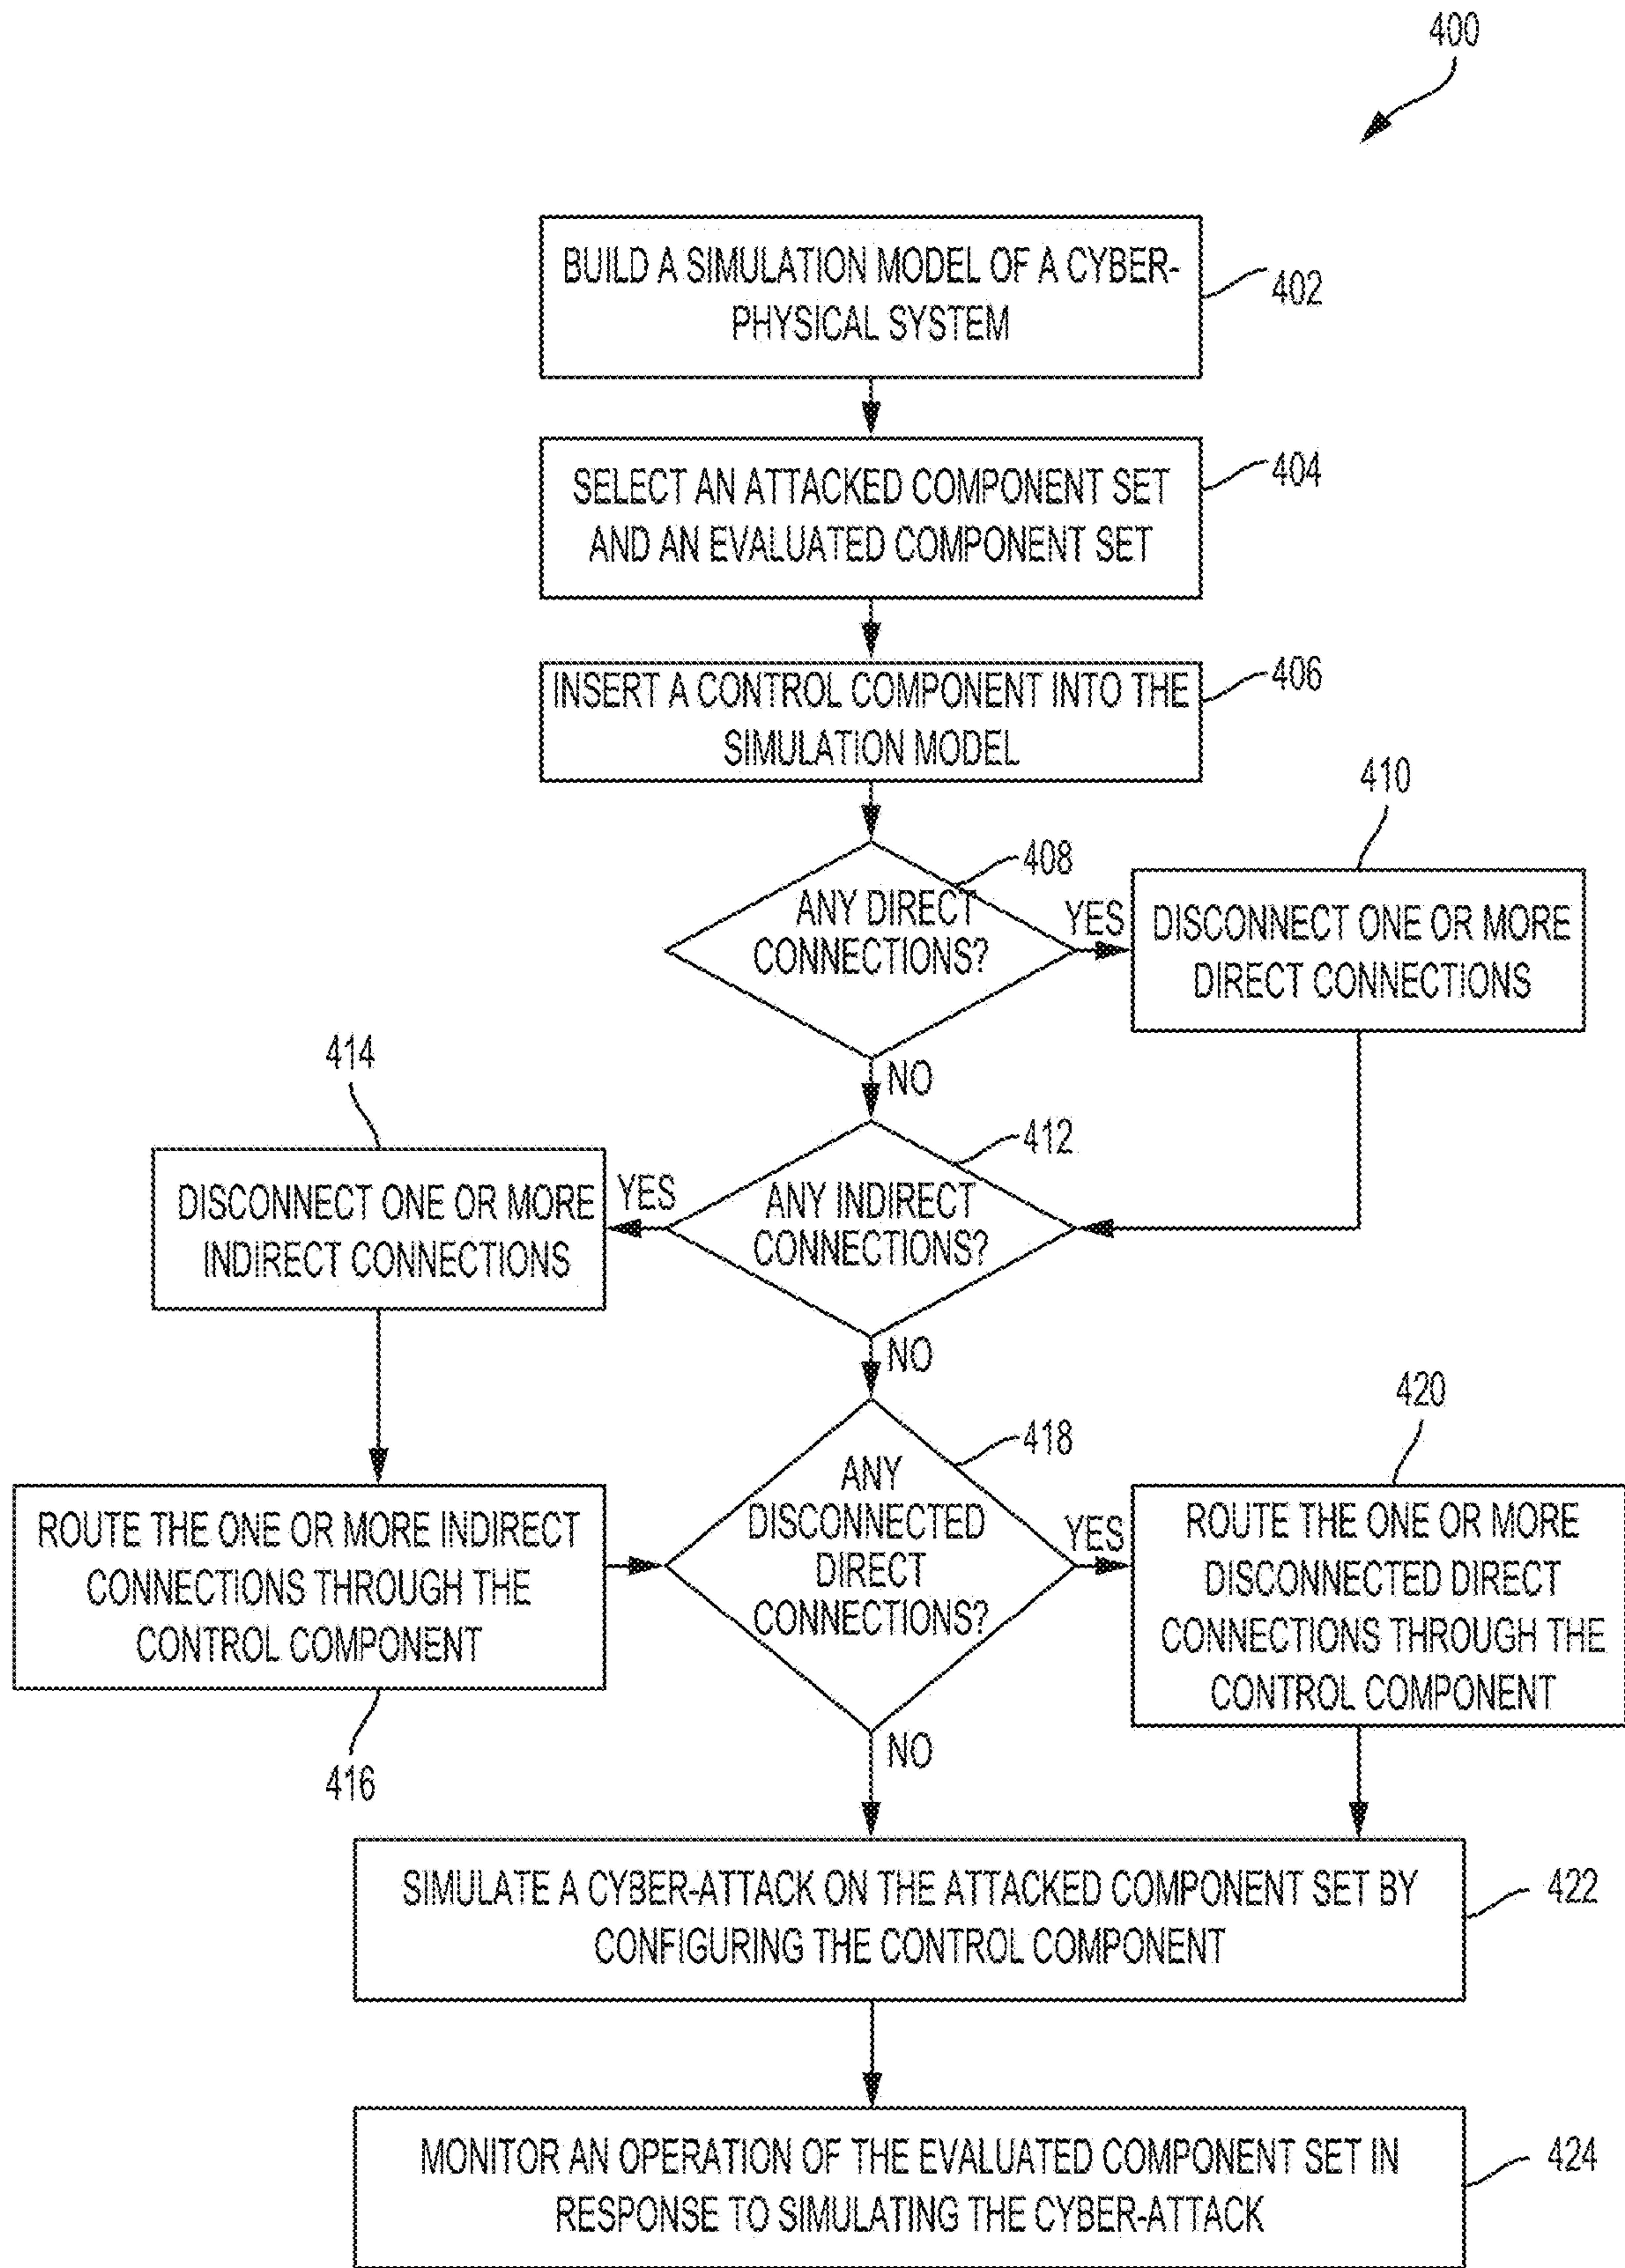 400
BUILD A SIMULATION MODEL OF A CYBER-
PHYSICAL SYSTEM
402
SELECT AN ATTACKED COMPONENT SET
AND AN EVALUATED COMPONENT SET
404
INSERT A CONTROL COMPONENT INTO THE
SIMULATION MODEL
406
408
ANY DIRECT
CONNECTIONS?
YES
NO
410
DISCONNECT ONE OR MORE
DIRECT CONNECTIONS
412
ANY INDIRECT
CONNECTIONS?
YES
NO
414
DISCONNECT ONE OR MORE
INDIRECT CONNECTIONS
ROUTE THE ONE OR MORE INDIRECT
CONNECTIONS THROUGH THE
CONTROL COMPONENT
416
418
ANY
DISCONNECTED
DIRECT
CONNECTIONS?
YES
NO
420
ROUTE THE ONE OR MORE
DISCONNECTED DIRECT
CONNECTIONS THROUGH THE
CONTROL COMPONENT
SIMULATE A CYBER-ATTACK ON THE ATTACKED COMPONENT SET BY
CONFIGURING THE CONTROL COMPONENT
422
MONITOR AN OPERATION OF THE EVALUATED COMPONENT SET IN
RESPONSE TO SIMULATING THE CYBER-ATTACK
424